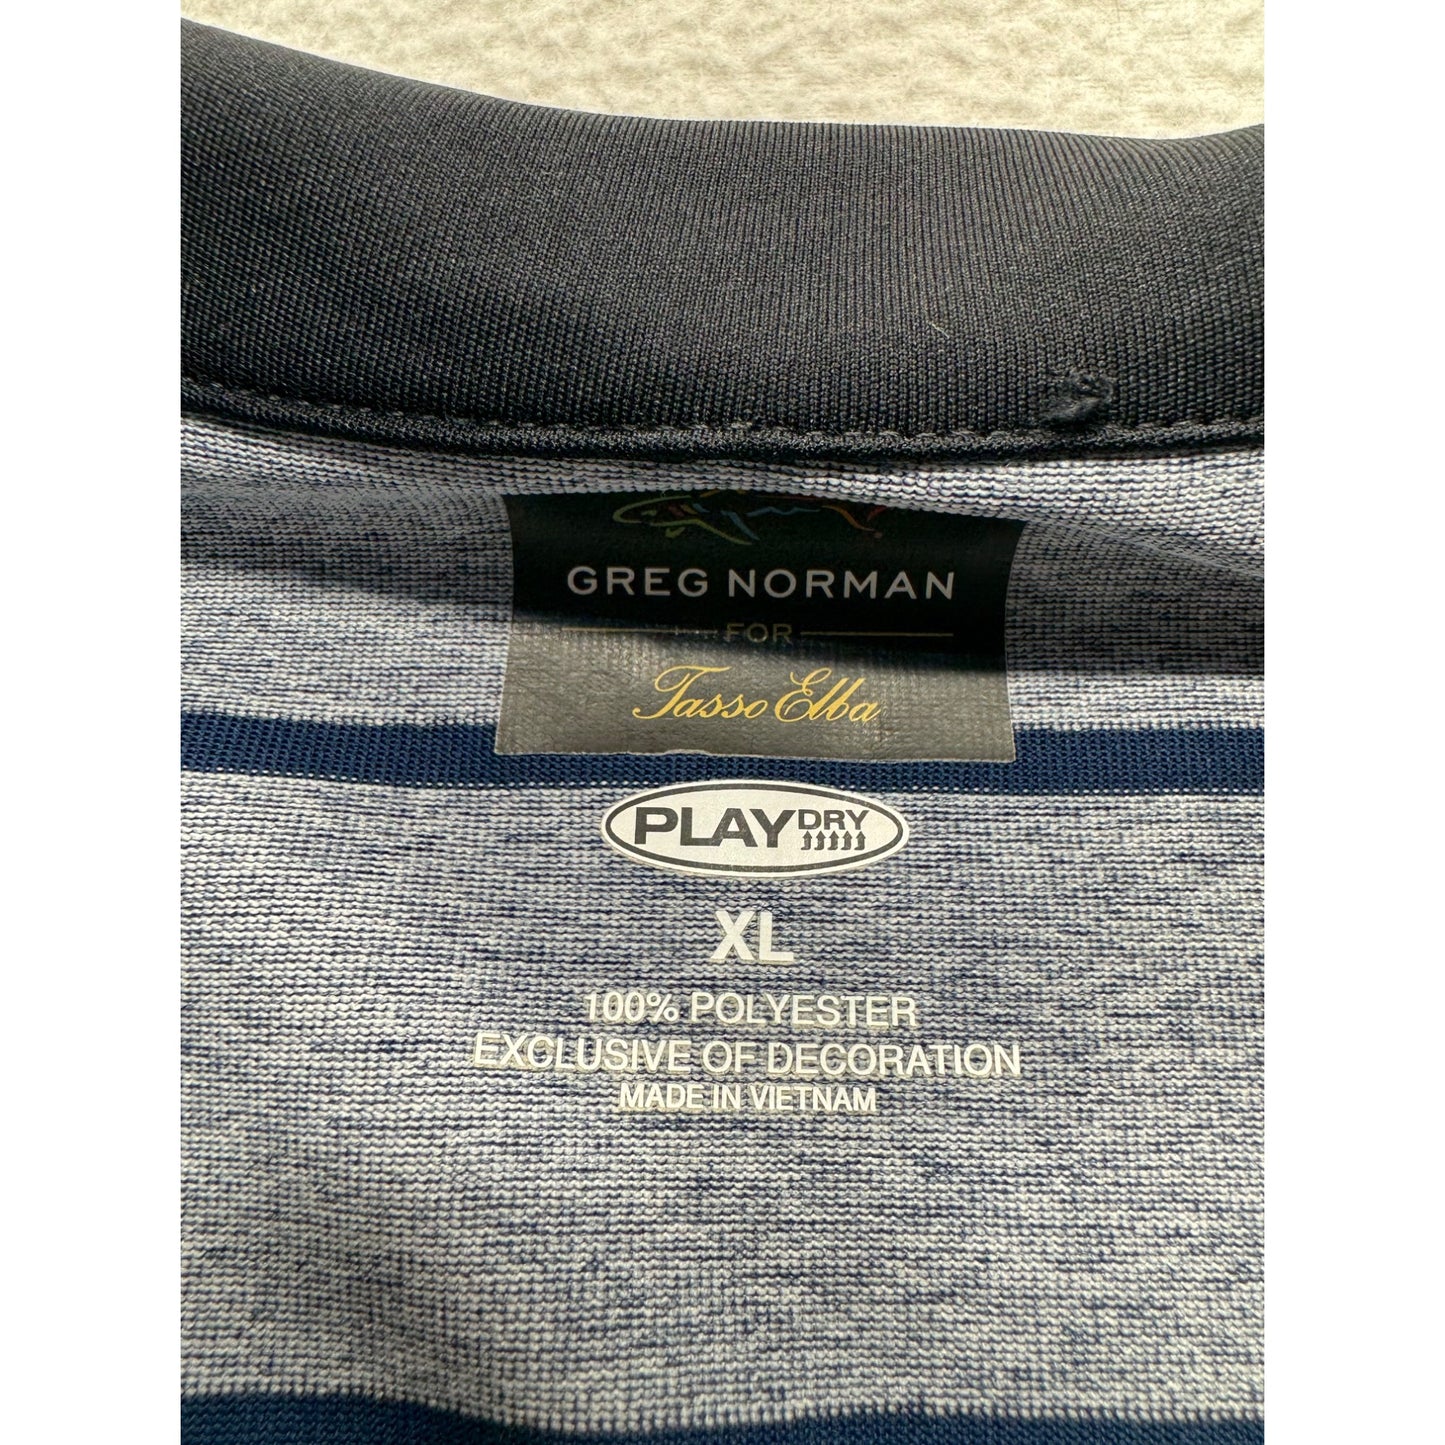 GREG NORMAN
FOR
Tasso Elba
PLAY DRY
XL
100% POLYESTER
EXCLUSIVE OF DECORATION
MADE IN VIETNAM